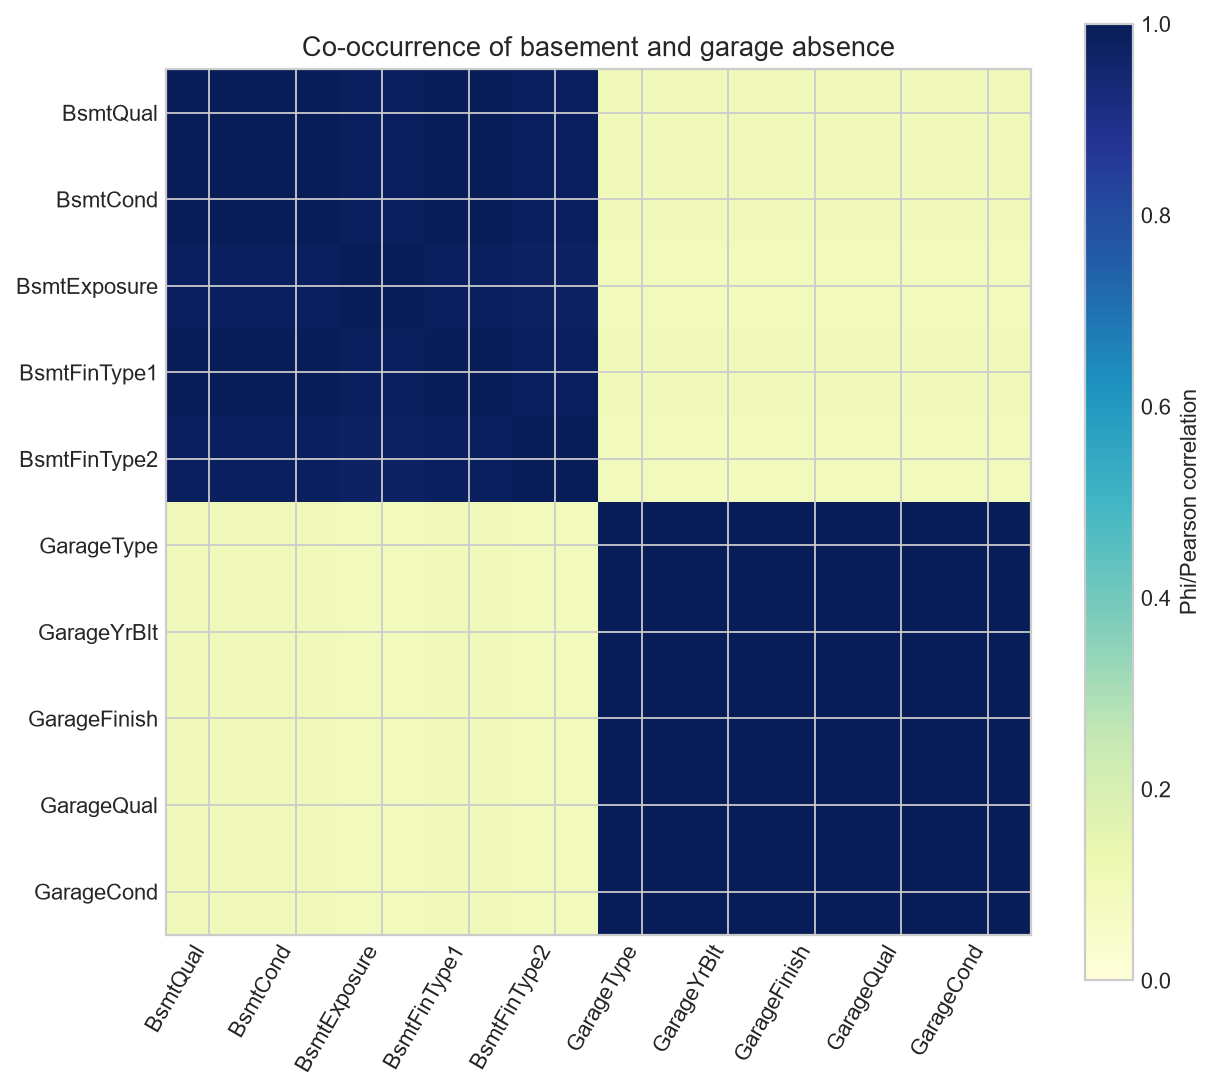 Co-occurrence of basement and garage absence
BsmtQual
BsmtCond
BsmtExposure
BsmtFinType1
BsmtFinType2
GarageType
GarageYrBlt
GarageFinish
GarageQual
GarageCond
BsmtQual
BsmtCond
BsmtExposure
BsmtFinType1
BsmtFinType2
GarageType
GarageYrBlt
GarageFinish
GarageQual
GarageCond
1.0
0.8
0.6
0.4
0.2
0.0
Phi/Pearson correlation